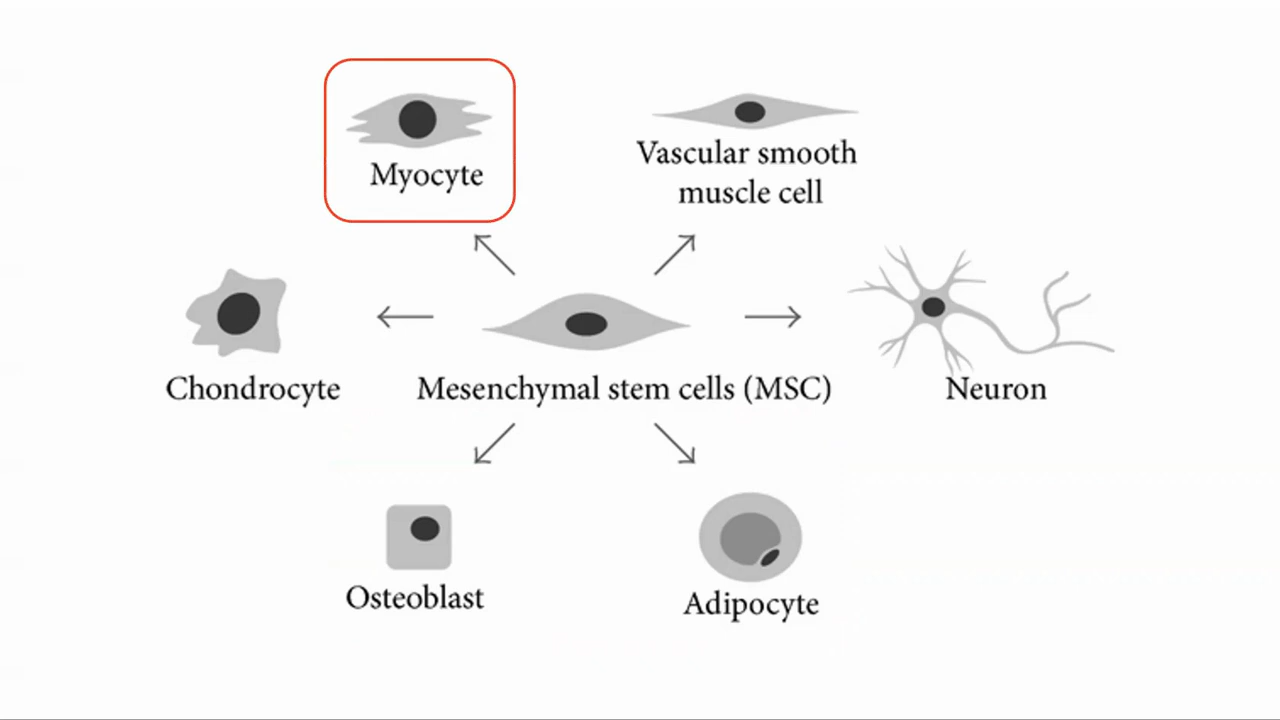 Myocyte
Vascular smooth
muscle cell
Chondrocyte
Mesenchymal stem cells (MSC)
Neuron
Osteoblast
Adipocyte